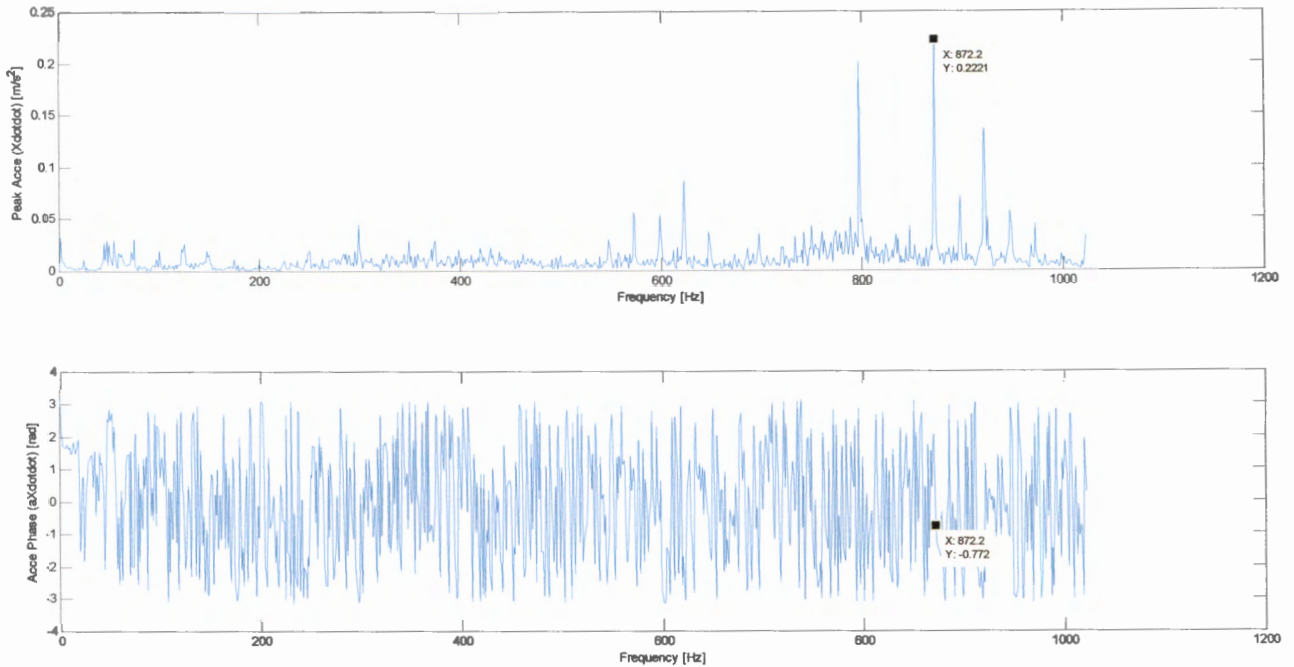 0.25
0.2
0.15
0.1
0.05
0
Peak Acce (Xdotdot) [m/s²]
X: 872.2
Y: 0.2221
0 200 400 600 800 1000 1200
Frequency [Hz]
4
3
2
1
0
-1
-2
-3
-4
Acce Phase (aXdotdot) [rad]
X: 872.2
Y: -0.772
0 200 400 600 800 1000 1200
Frequency [Hz]